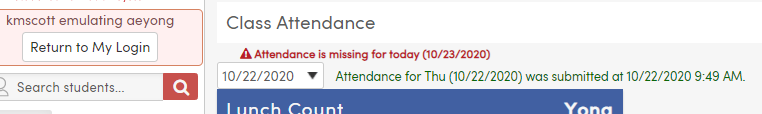 kmscott emulating aeyong
Return to My Login
Search students...
Class Attendance
Attendance is missing for today (10/23/2020)
10/22/2020 Attendance for Thu (10/22/2020) was submitted at 10/22/2020 9:49 AM.
Lunch Count Yong